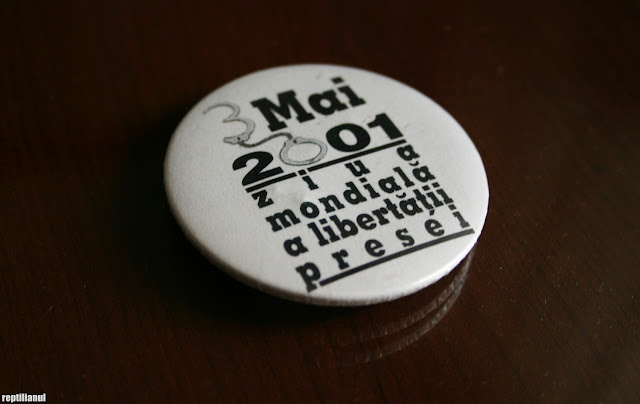 3 Mai
2001
ziua
mondială
a libertății
presei
reptilianul